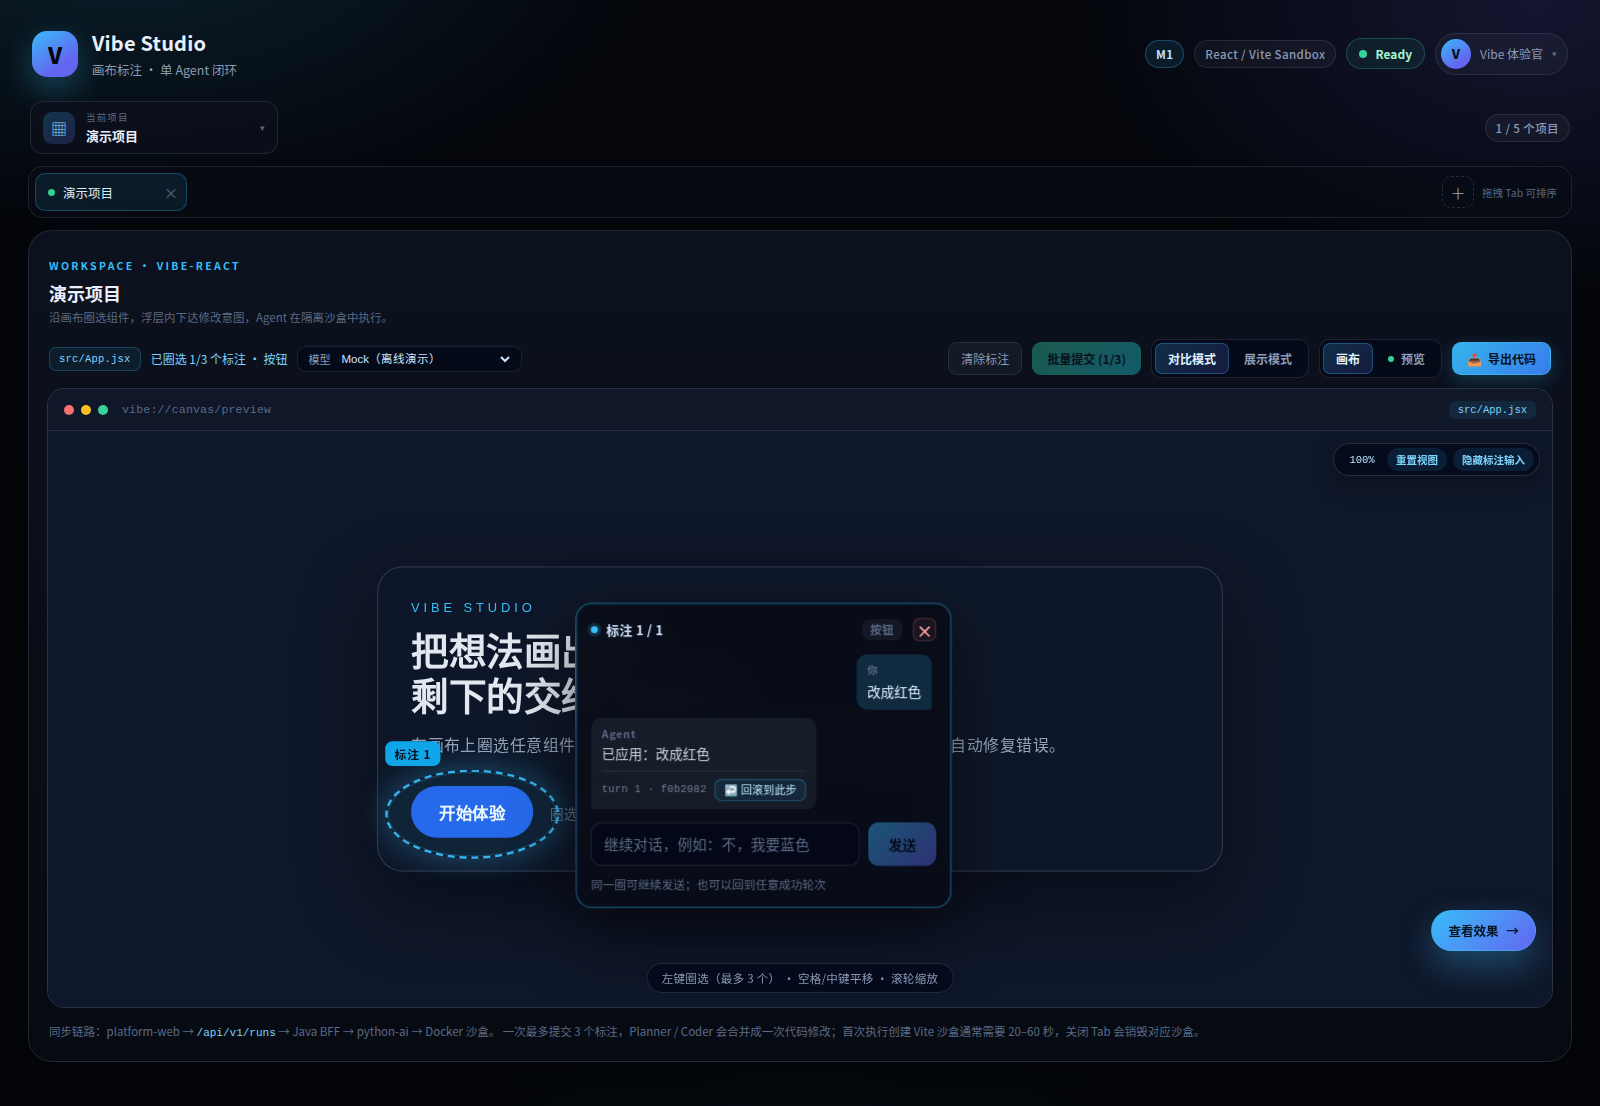 V
Vibe Studio
画布标注 · 单 Agent 闭环
M1
React / Vite Sandbox
Ready
V
Vibe 体验官
当前项目
演示项目
1 / 5 个项目
演示项目
拖拽 Tab 可排序
WORKSPACE · VIBE-REACT
演示项目
沿画布圈选组件，浮层内下达修改意图，Agent 在隔离沙盒中执行。
src/App.jsx
已圈选 1/3 个标注 · 按钮
模型
Mock（离线演示）
清除标注
批量提交 (1/3)
对比模式
展示模式
画布
预览
导出代码
vibe://canvas/preview
src/App.jsx
100%
重置视图
隐藏标注输入
VIBE STUDIO
标注 1 / 1
按钮
把想法画
剩下的交
你
改成红色
Agent
已应用：改成红色
turn 1 · f0b2082
回滚到此步
画布上圈选任意组件
自动修复错误。
标注 1
开始体验
圈选
继续对话，例如：不，我要蓝色
发送
同一圈可继续发送；也可以回到任意成功轮次
查看效果 →
左键圈选（最多 3 个） · 空格/中键平移 · 滚轮缩放
同步链路：platform-web → /api/v1/runs → Java BFF → python-ai → Docker 沙盒。 一次最多提交 3 个标注，Planner / Coder 会合并成一次代码修改；首次执行创建 Vite 沙盒通常需要 20–60 秒，关闭 Tab 会销毁对应沙盒。